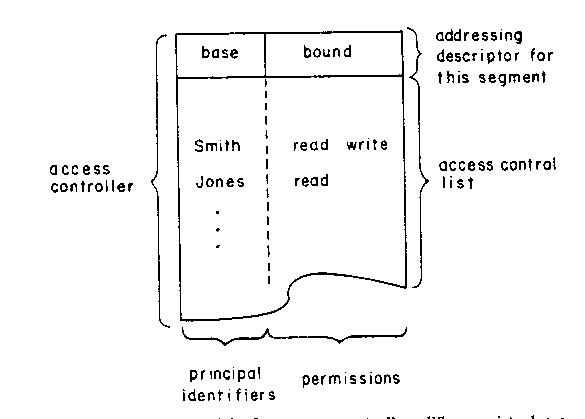 base bound
addressing
descriptor for
this segment
Smith read write
Jones read
access
controller
access control
list
principal
identifiers
permissions